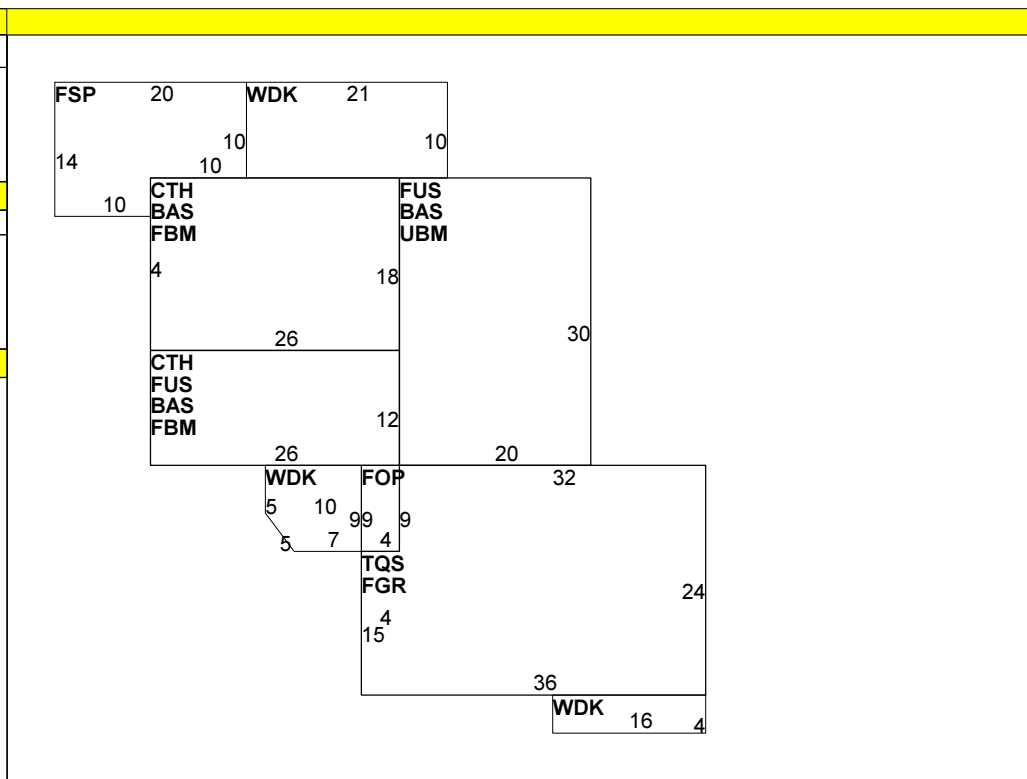 FSP 20 WDK 21
10 10
14 10
10
CTH FUS
BAS BAS
FBM UBM
4 18
26 30
CTH
FUS
BAS 12
FBM
26 20
WDK FOP 32
5 10 99 9
5 7 4
TQS
FGR 24
4
15
36
WDK 16 4